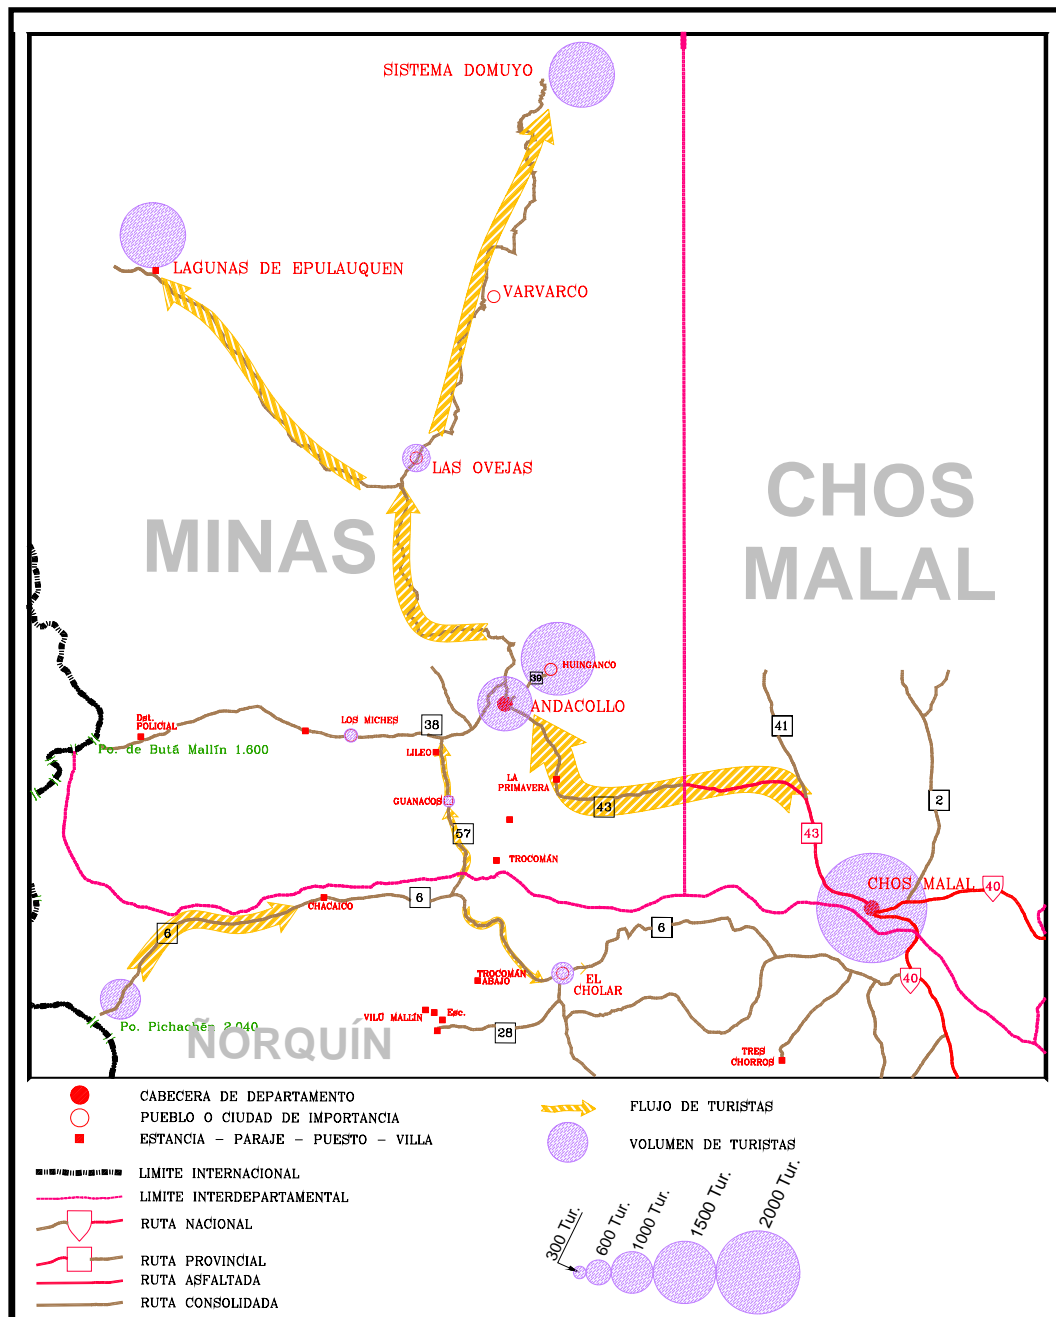 SISTEMA DOMUYO
LAGUNAS DE EPULAUQUEN
VARVARCO
LAS OVEJAS
CHOS
MALAL
MINAS
HUINGANCO
39
ANDACOLLO
Dst.
POLICIAL
LOS MICHES
38
41
Po. de Butá Mallín 1.600
LILEO
LA
PRIMAVERA
GUANACOS
43
2
57
43
TROCOMÁN
CHOS MALAL
40
CHACAICO
6
6
6
TROCOMÁN
ABAJO
EL
CHOLAR
40
VILÚ MALLÍN
Esc.
Po. Pichachén 2.040
28
ÑORQUÍN
TRES
CHORROS
CABECERA DE DEPARTAMENTO
PUEBLO O CIUDAD DE IMPORTANCIA
ESTANCIA – PARAJE – PUESTO – VILLA
LIMITE INTERNACIONAL
LIMITE INTERDEPARTAMENTAL
RUTA NACIONAL
RUTA PROVINCIAL
RUTA ASFALTADA
RUTA CONSOLIDADA
FLUJO DE TURISTAS
VOLUMEN DE TURISTAS
300 Tur.
600 Tur.
1000 Tur.
1500 Tur.
2000 Tur.